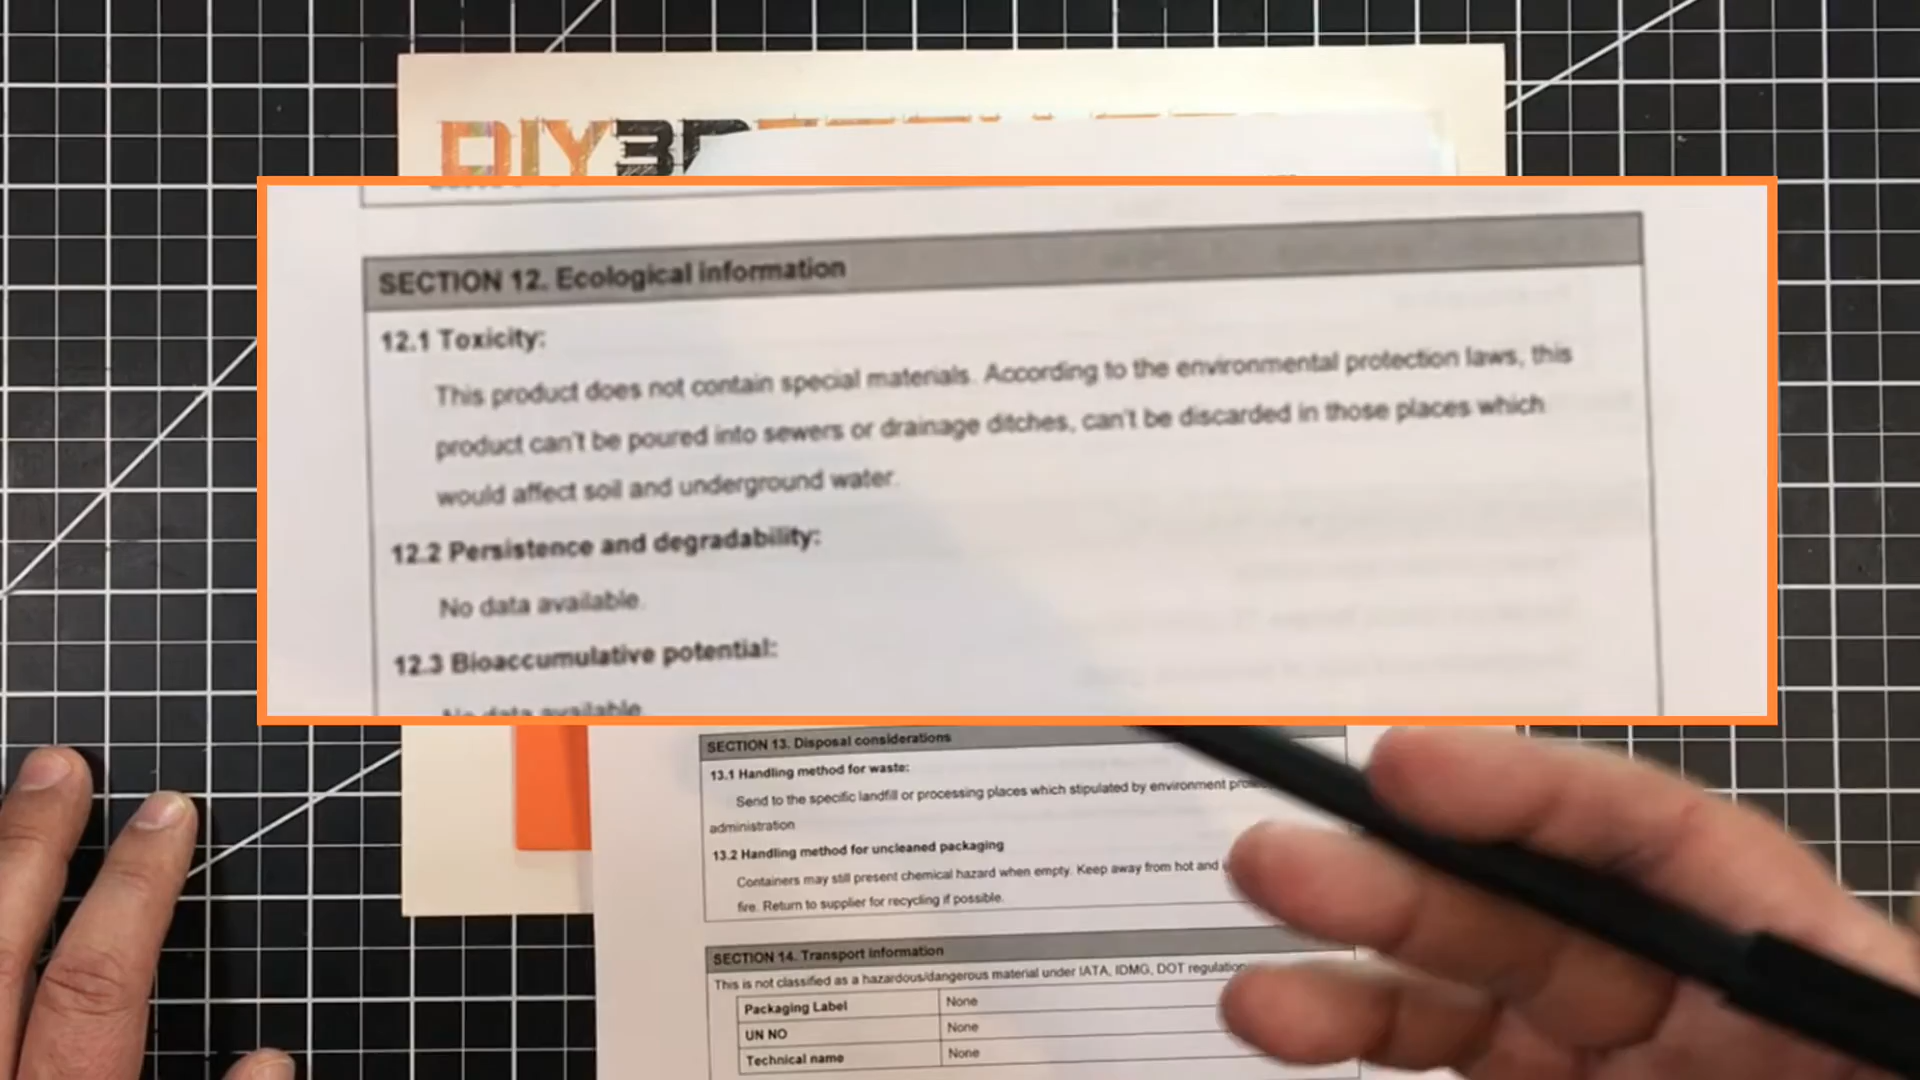 DIY3D
SECTION 12. Ecological information
12.1 Toxicity:
This product does not contain special materials. According to the environmental protection laws, this
product can't be poured into sewers or drainage ditches, can't be discarded in those places which
would affect soil and underground water.
12.2 Persistence and degradability:
No data available.
12.3 Bioaccumulative potential:
No data available
SECTION 13. Disposal considerations
13.1 Handling method for waste:
Send to the specific landfill or processing places which stipulated by environment
administration
13.2 Handling method for uncleaned packaging
Containers may still present chemical hazard when empty. Keep away from hot and
fire. Return to supplier for recycling if possible.
SECTION 14. Transport information
This is not classified as a hazardous/dangerous material under IATA, IDMG, DOT regulation
Packaging Label None
UN NO None
Technical name None